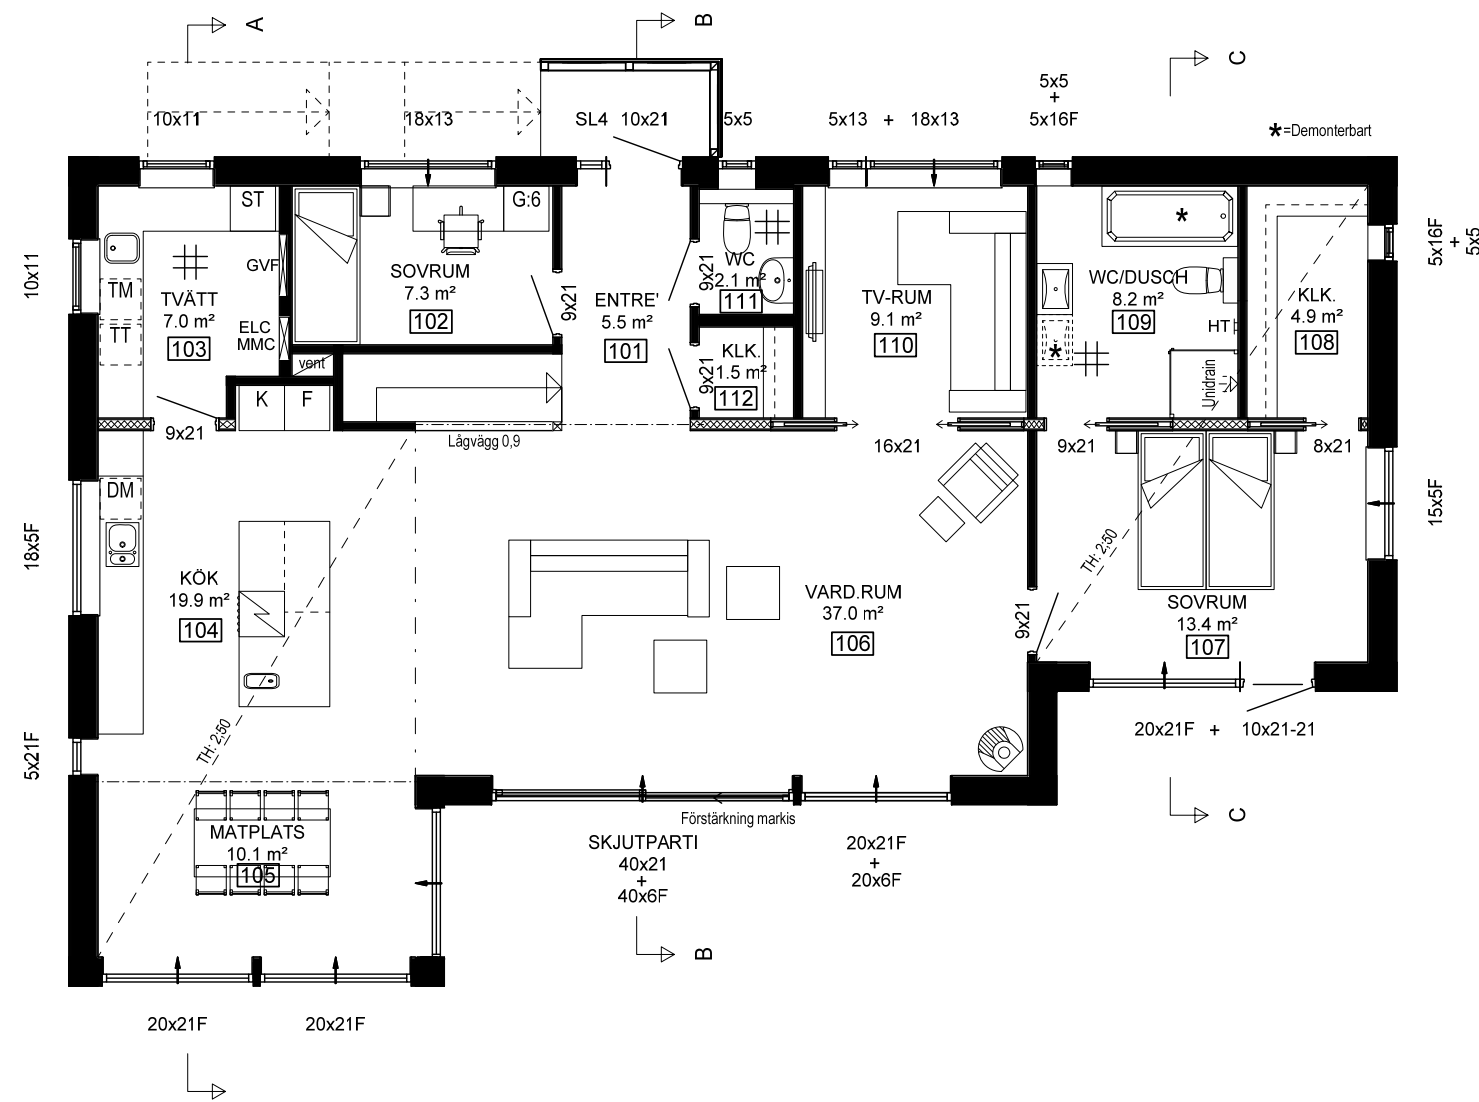 A
B
C
5x5
+
5x16F
10x11
18x13
SL4 10x21
5x5
5x13 + 18x13
*=Demonterbart
ST
G:6
*
10x11
GVF
TM
TVÄTT
7.0 m²
103
TT
ELC
MMC
SOVRUM
7.3 m²
102
9x21
ENTRE'
5.5 m²
101
9x21
WC
2.1 m²
111
TV-RUM
9.1 m²
110
WC/DUSCH
8.2 m²
109
HT
KLK.
4.9 m²
108
5x16F
+
5x5
vent
KLK.
1.5 m²
112
9x21
*
Unidrain
K
F
9x21
Lågvägg 0,9
16x21
9x21
8x21
DM
18x5F
15x5F
TH: 2;50
KÖK
19.9 m²
104
VARD.RUM
37.0 m²
106
9x21
SOVRUM
13.4 m²
107
5x21F
TH: 2;50
20x21F + 10x21-21
MATPLATS
10.1 m²
105
Förstärkning markis
SKJUTPARTI
40x21
+
40x6F
20x21F
+
20x6F
C
B
20x21F
20x21F